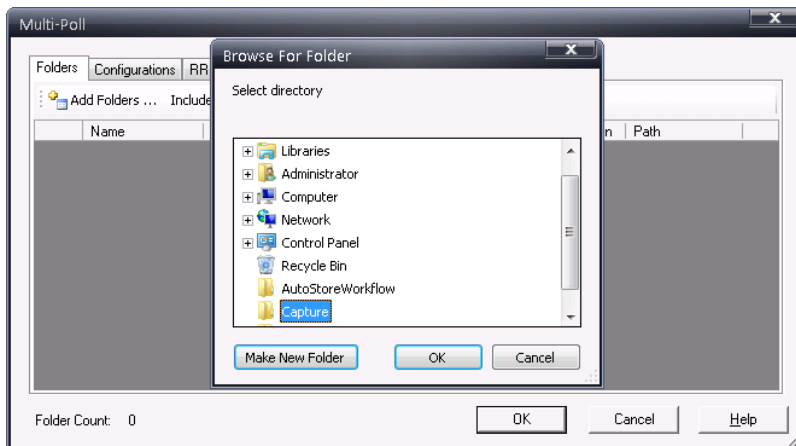 Multi-Poll
Browse For Folder
Folders Configurations RR
Select directory
Add Folders ... Include
Name
n Path
Libraries
Administrator
Computer
Network
Control Panel
Recycle Bin
AutoStoreWorkflow
Capture
Make New Folder OK Cancel
Folder Count: 0 OK Cancel Help